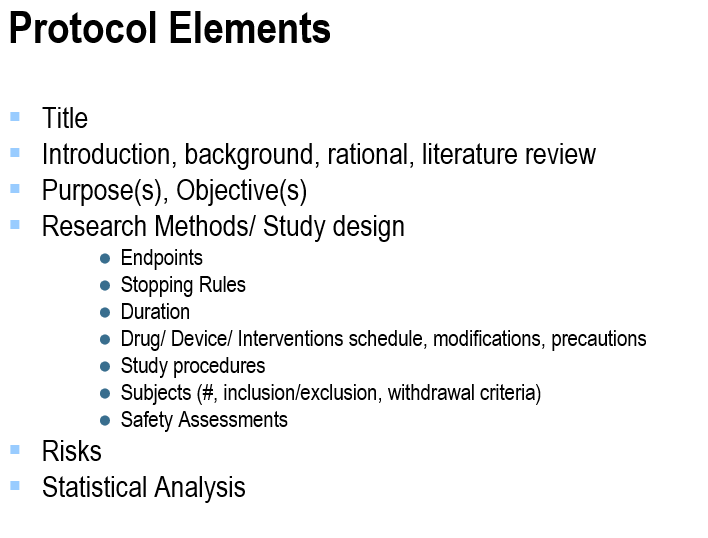 Protocol Elements
Title
Introduction, background, rational, literature review
Purpose(s), Objective(s)
Research Methods/ Study design
Endpoints
Stopping Rules
Duration
Drug/ Device/ Interventions schedule, modifications, precautions
Study procedures
Subjects (#, inclusion/exclusion, withdrawal criteria)
Safety Assessments
Risks
Statistical Analysis